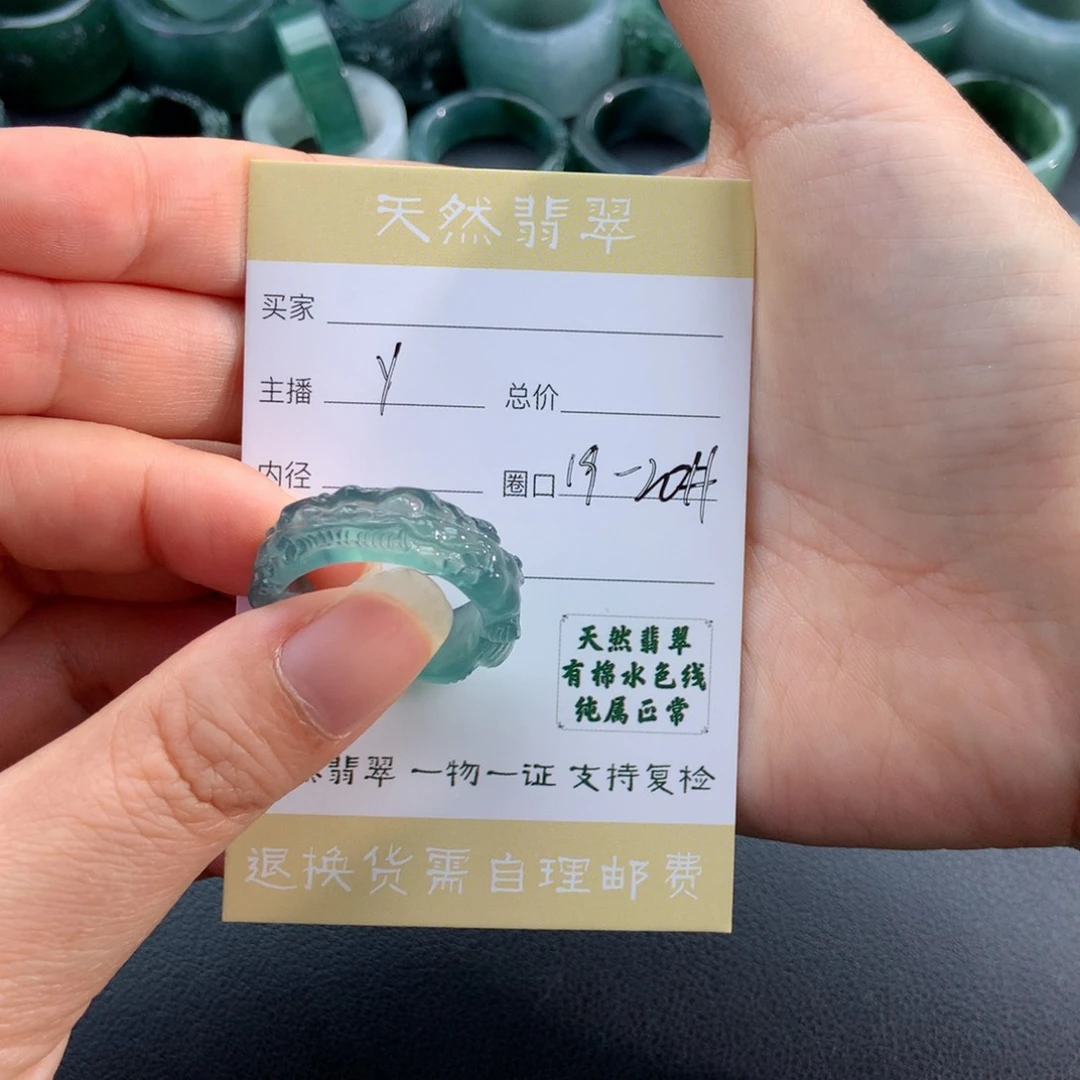 天然翡翠
买家
主播 y 总价
内径 圈口 19-20#
天然翡翠
有棉水色线
纯属正常
翡翠 一物一证 支持复检
退换货需自理邮费